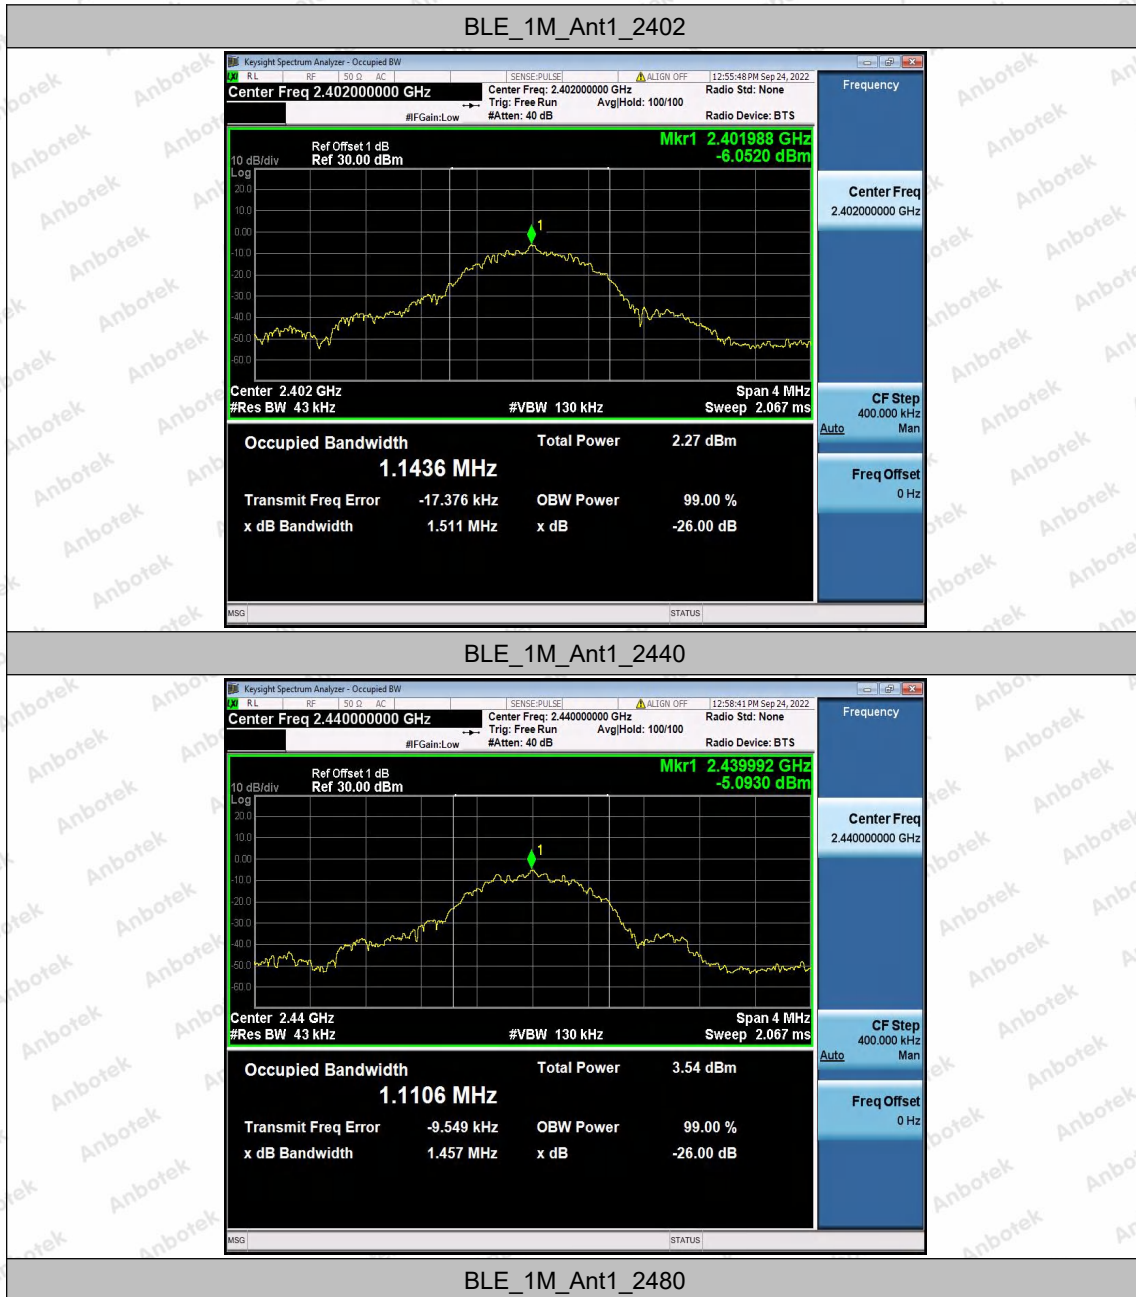 BLE_1M_Ant1_2402
Keysight Spectrum Analyzer - Occupied BW
RL RF 50 Ω AC SENSE:PULSE ALIGN OFF 12:55:48 PM Sep 24, 2022
Center Freq 2.402000000 GHz Center Freq: 2.402000000 GHz Radio Std: None
Trig: Free Run Avg|Hold: 100/100
#IFGain:Low #Atten: 40 dB Radio Device: BTS
Frequency
Mkr1 2.401988 GHz
-6.0520 dBm
Ref Offset 1 dB
10 dB/div Ref 30.00 dBm
Log
20.0
10.0
0.00
-10.0
-20.0
-30.0
-40.0
-50.0
-60.0
1
Center Freq
2.402000000 GHz
Center 2.402 GHz Span 4 MHz
#Res BW 43 kHz #VBW 130 kHz Sweep 2.067 ms
CF Step
400.000 kHz
Auto Man
Occupied Bandwidth Total Power 2.27 dBm
1.1436 MHz
Transmit Freq Error -17.376 kHz OBW Power 99.00 %
x dB Bandwidth 1.511 MHz x dB -26.00 dB
Freq Offset
0 Hz
MSG STATUS
BLE_1M_Ant1_2440
Keysight Spectrum Analyzer - Occupied BW
RL RF 50 Ω AC SENSE:PULSE ALIGN OFF 12:58:41 PM Sep 24, 2022
Center Freq 2.440000000 GHz Center Freq: 2.440000000 GHz Radio Std: None
Trig: Free Run Avg|Hold: 100/100
#IFGain:Low #Atten: 40 dB Radio Device: BTS
Frequency
Mkr1 2.439992 GHz
-5.0930 dBm
Ref Offset 1 dB
10 dB/div Ref 30.00 dBm
Log
20.0
10.0
0.00
-10.0
-20.0
-30.0
-40.0
-50.0
-60.0
1
Center Freq
2.440000000 GHz
Center 2.44 GHz Span 4 MHz
#Res BW 43 kHz #VBW 130 kHz Sweep 2.067 ms
CF Step
400.000 kHz
Auto Man
Occupied Bandwidth Total Power 3.54 dBm
1.1106 MHz
Transmit Freq Error -9.549 kHz OBW Power 99.00 %
x dB Bandwidth 1.457 MHz x dB -26.00 dB
Freq Offset
0 Hz
MSG STATUS
BLE_1M_Ant1_2480
Anbotek